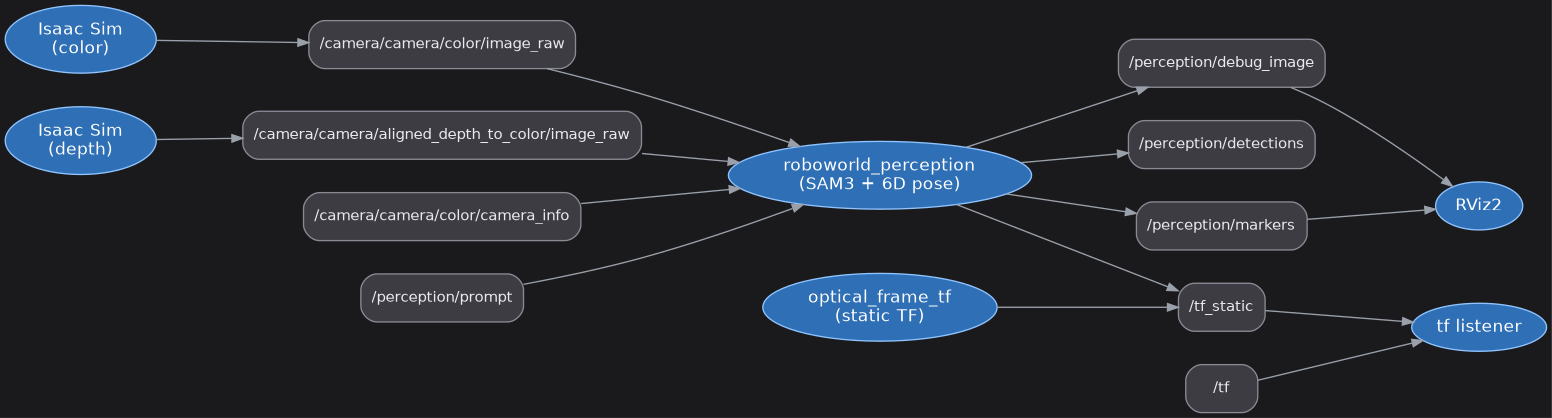 Isaac Sim
(color)
/camera/camera/color/image_raw
/perception/debug_image
Isaac Sim
(depth)
/camera/camera/aligned_depth_to_color/image_raw
/perception/detections
roboworld_perception
(SAM3 + 6D pose)
/camera/camera/color/camera_info
/perception/markers
RViz2
/perception/prompt
optical_frame_tf
(static TF)
/tf_static
tf listener
/tf